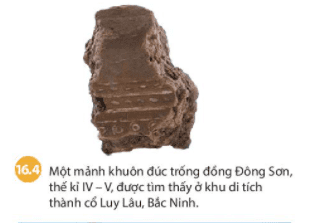 16.4 Một mảnh khuôn đúc trống đồng Đông Sơn,
thế kỉ IV – V, được tìm thấy ở khu di tích
thành cổ Luy Lâu, Bắc Ninh.